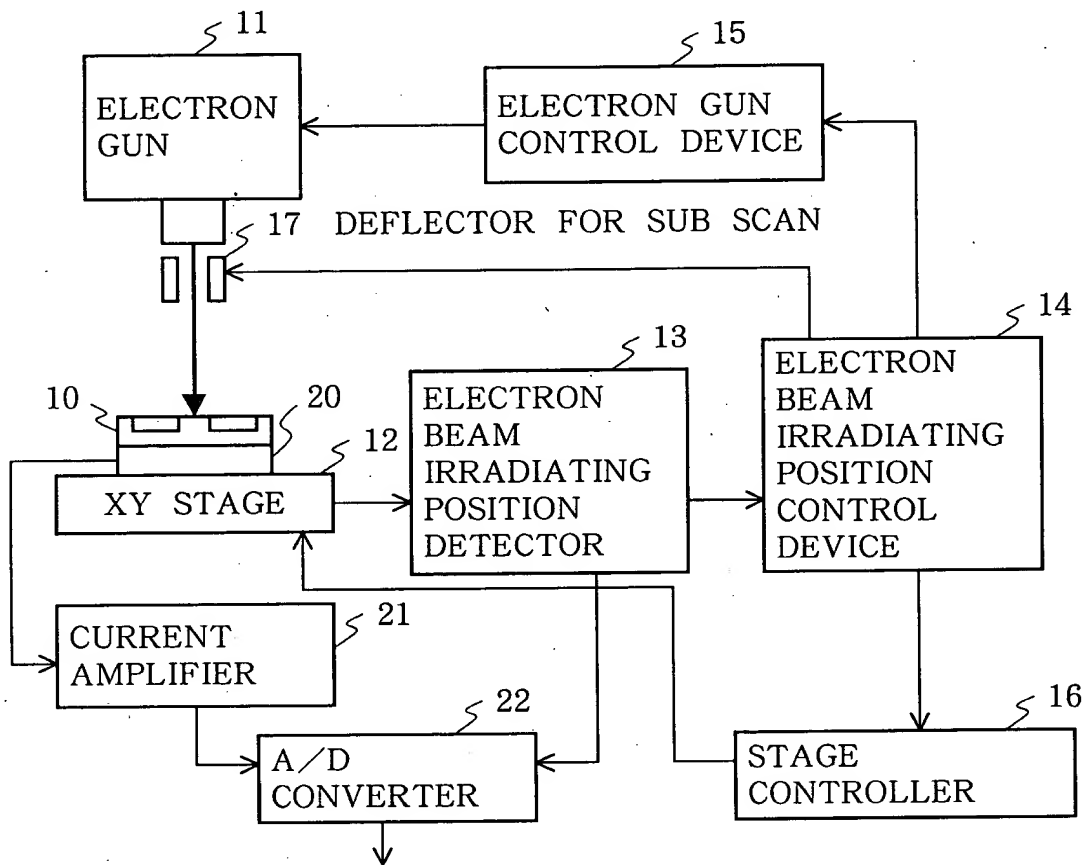 11
ELECTRON
GUN
15
ELECTRON GUN
CONTROL DEVICE
17 DEFLECTOR FOR SUB SCAN
14
ELECTRON
BEAM
IRRADIATING
POSITION
CONTROL
DEVICE
13
ELECTRON
BEAM
IRRADIATING
POSITION
DETECTOR
10
20
12
XY STAGE
21
CURRENT
AMPLIFIER
22
A/D
CONVERTER
16
STAGE
CONTROLLER